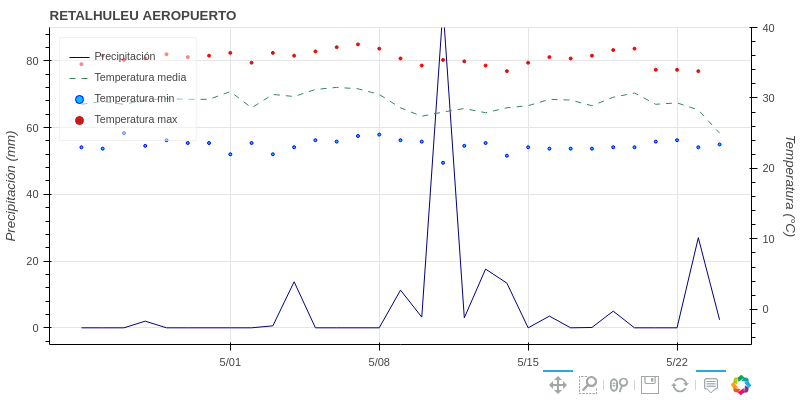 RETALHULEU AEROPUERTO
Precipitación
Temperatura media
Temperatura min
Temperatura max
Precipitación (mm)
80
60
40
20
0
Temperatura (°C)
40
30
20
10
0
5/01
5/08
5/15
5/22